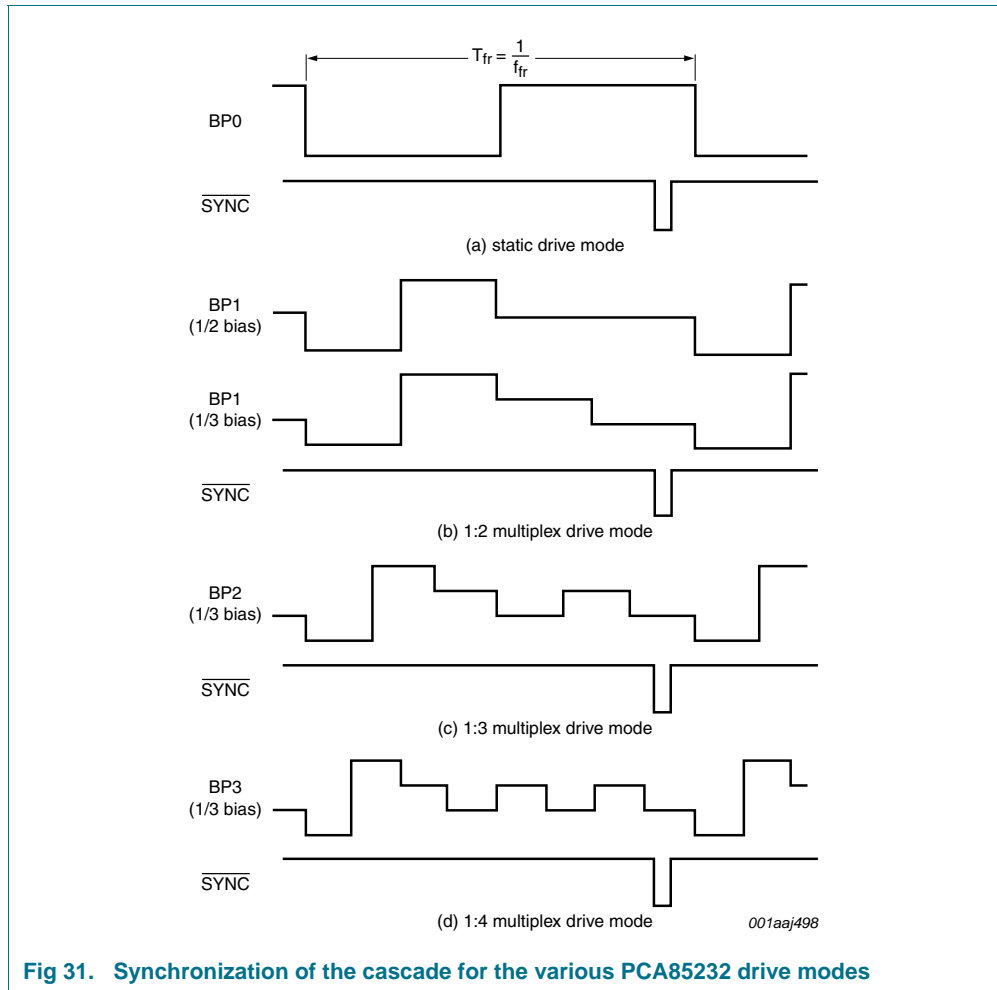 T_fr = 1/f_fr
BP0
SYNC
(a) static drive mode
BP1
(1/2 bias)
BP1
(1/3 bias)
SYNC
(b) 1:2 multiplex drive mode
BP2
(1/3 bias)
SYNC
(c) 1:3 multiplex drive mode
BP3
(1/3 bias)
SYNC
(d) 1:4 multiplex drive mode
001aaj498
Fig 31. Synchronization of the cascade for the various PCA85232 drive modes